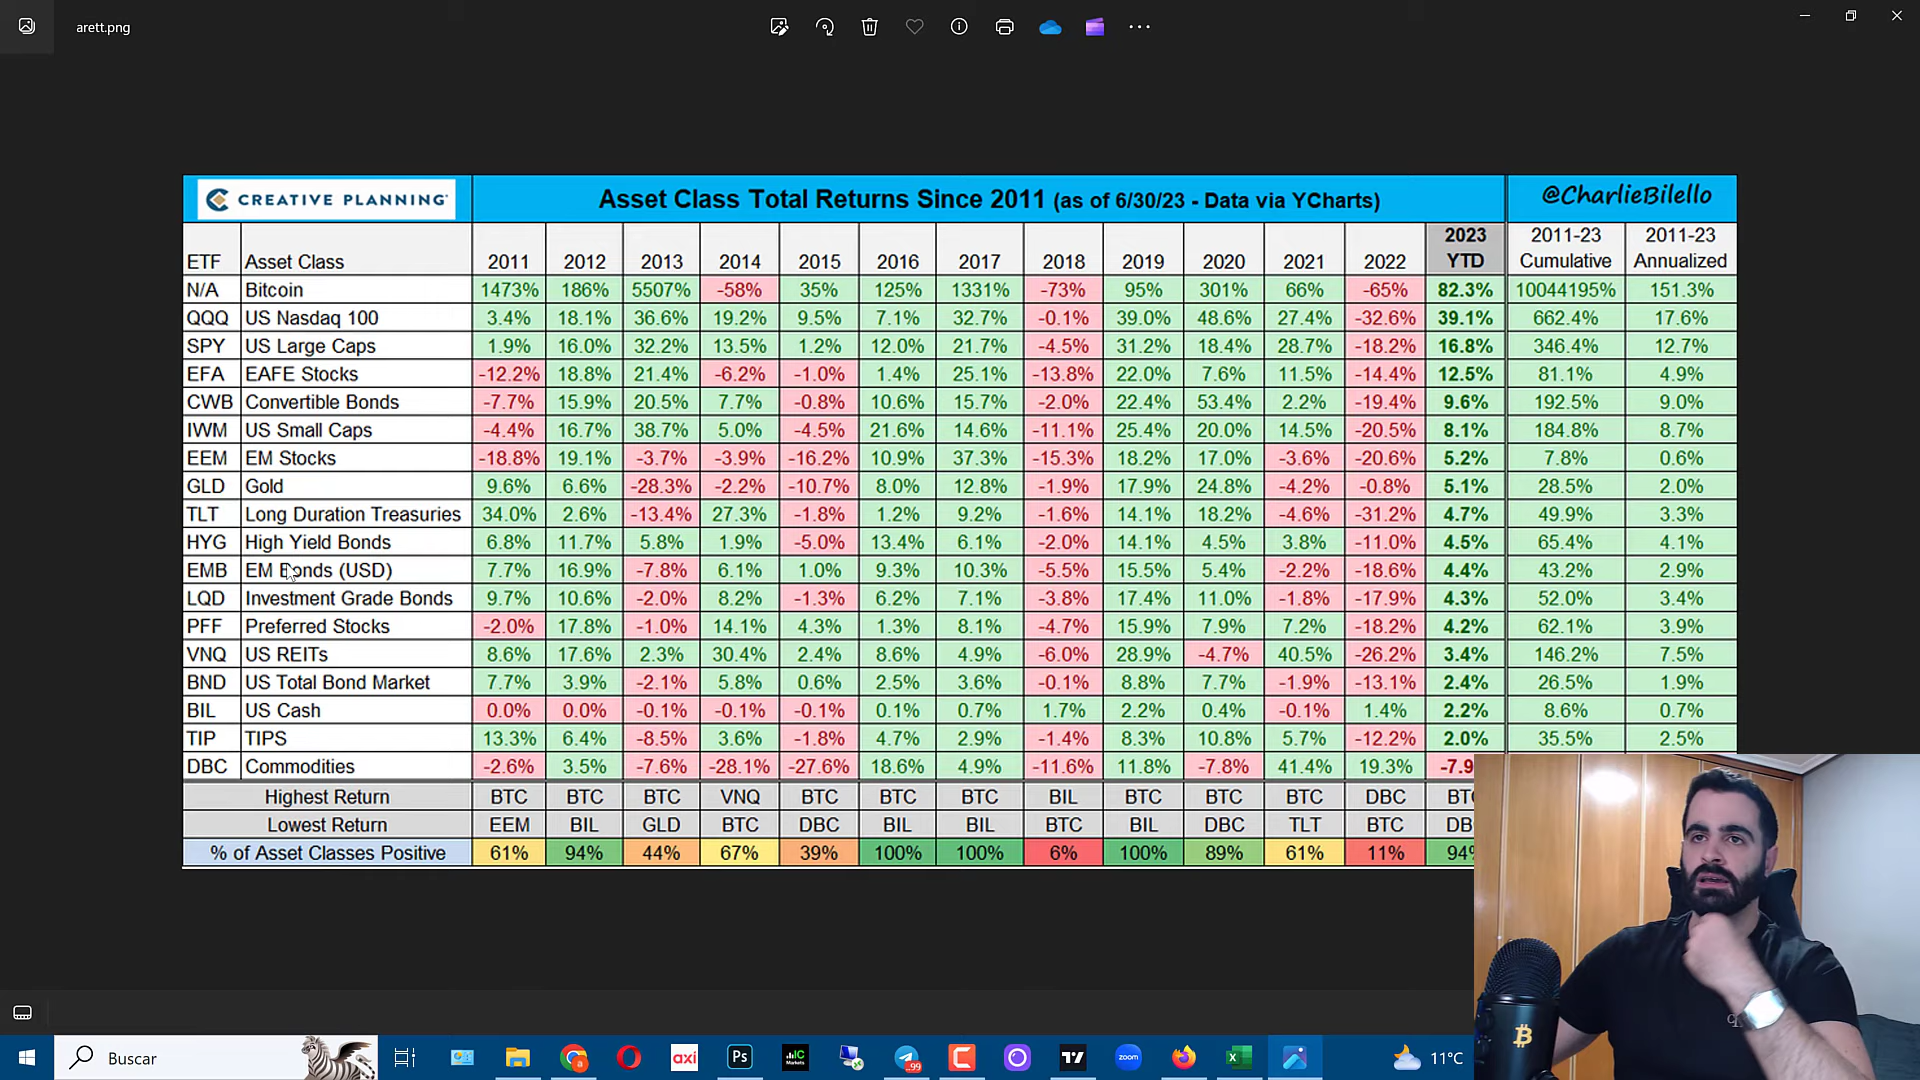 arett.png
CREATIVE PLANNING Asset Class Total Returns Since 2011 (as of 6/30/23 - Data via YCharts) @CharlieBilello
ETF Asset Class 2011 2012 2013 2014 2015 2016 2017 2018 2019 2020 2021 2022 2023 YTD 2011-23 Cumulative 2011-23 Annualized
N/A Bitcoin 1473% 186% 5507% -58% 35% 125% 1331% -73% 95% 301% 66% -65% 82.3% 10044195% 151.3%
QQQ US Nasdaq 100 3.4% 18.1% 36.6% 19.2% 9.5% 7.1% 32.7% -0.1% 39.0% 48.6% 27.4% -32.6% 39.1% 662.4% 17.6%
SPY US Large Caps 1.9% 16.0% 32.2% 13.5% 1.2% 12.0% 21.7% -4.5% 31.2% 18.4% 28.7% -18.2% 16.8% 346.4% 12.7%
EFA EAFE Stocks -12.2% 18.8% 21.4% -6.2% -1.0% 1.4% 25.1% -13.8% 22.0% 7.6% 11.5% -14.4% 12.5% 81.1% 4.9%
CWB Convertible Bonds -7.7% 15.9% 20.5% 7.7% -0.8% 10.6% 15.7% -2.0% 22.4% 53.4% 2.2% -19.4% 9.6% 192.5% 9.0%
IWM US Small Caps -4.4% 16.7% 38.7% 5.0% -4.5% 21.6% 14.6% -11.1% 25.4% 20.0% 14.5% -20.5% 8.1% 184.8% 8.7%
EEM EM Stocks -18.8% 19.1% -3.7% -3.9% -16.2% 10.9% 37.3% -15.3% 18.2% 17.0% -3.6% -20.6% 5.2% 7.8% 0.6%
GLD Gold 9.6% 6.6% -28.3% -2.2% -10.7% 8.0% 12.8% -1.9% 17.9% 24.8% -4.2% -0.8% 5.1% 28.5% 2.0%
TLT Long Duration Treasuries 34.0% 2.6% -13.4% 27.3% -1.8% 1.2% 9.2% -1.6% 14.1% 18.2% -4.6% -31.2% 4.7% 49.9% 3.3%
HYG High Yield Bonds 6.8% 11.7% 5.8% 1.9% -5.0% 13.4% 6.1% -2.0% 14.1% 4.5% 3.8% -11.0% 4.5% 65.4% 4.1%
EMB EM Bonds (USD) 7.7% 16.9% -7.8% 6.1% 1.0% 9.3% 10.3% -5.5% 15.5% 5.4% -2.2% -18.6% 4.4% 43.2% 2.9%
LQD Investment Grade Bonds 9.7% 10.6% -2.0% 8.2% -1.3% 6.2% 7.1% -3.8% 17.4% 11.0% -1.8% -17.9% 4.3% 52.0% 3.4%
PFF Preferred Stocks -2.0% 17.8% -1.0% 14.1% 4.3% 1.3% 8.1% -4.7% 15.9% 7.9% 7.2% -18.2% 4.2% 62.1% 3.9%
VNQ US REITs 8.6% 17.6% 2.3% 30.4% 2.4% 8.6% 4.9% -6.0% 28.9% -4.7% 40.5% -26.2% 3.4% 146.2% 7.5%
BND US Total Bond Market 7.7% 3.9% -2.1% 5.8% 0.6% 2.5% 3.6% -0.1% 8.8% 7.7% -1.9% -13.1% 2.4% 26.5% 1.9%
BIL US Cash 0.0% 0.0% -0.1% -0.1% -0.1% 0.1% 0.7% 1.7% 2.2% 0.4% -0.1% 1.4% 2.2% 8.6% 0.7%
TIP TIPS 13.3% 6.4% -8.5% 3.6% -1.8% 4.7% 2.9% -1.4% 8.3% 10.8% 5.7% -12.2% 2.0% 35.5% 2.5%
DBC Commodities -2.6% 3.5% -7.6% -28.1% -27.6% 18.6% 4.9% -11.6% 11.8% -7.8% 41.4% 19.3% -7.9
Highest Return BTC BTC BTC VNQ BTC BTC BTC BIL BTC BTC BTC DBC BTC
Lowest Return EEM BIL GLD BTC DBC BIL BIL BTC BIL DBC TLT BTC DB
% of Asset Classes Positive 61% 94% 44% 67% 39% 100% 100% 6% 100% 89% 61% 11% 94%
Buscar axi Ps IC Markets 99 zoom 11°C